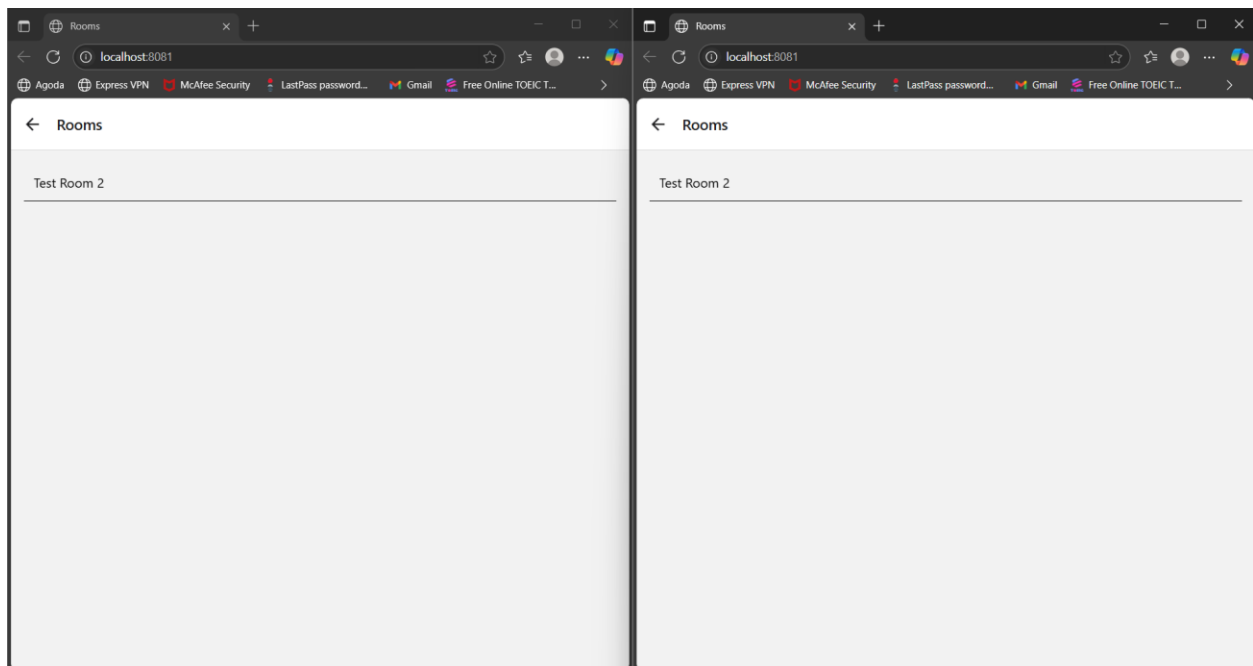 Rooms
localhost:8081
Agoda Express VPN McAfee Security LastPass password... Gmail Free Online TOEIC T...
Rooms
Test Room 2
Rooms
localhost:8081
Agoda Express VPN McAfee Security LastPass password... Gmail Free Online TOEIC T...
Rooms
Test Room 2